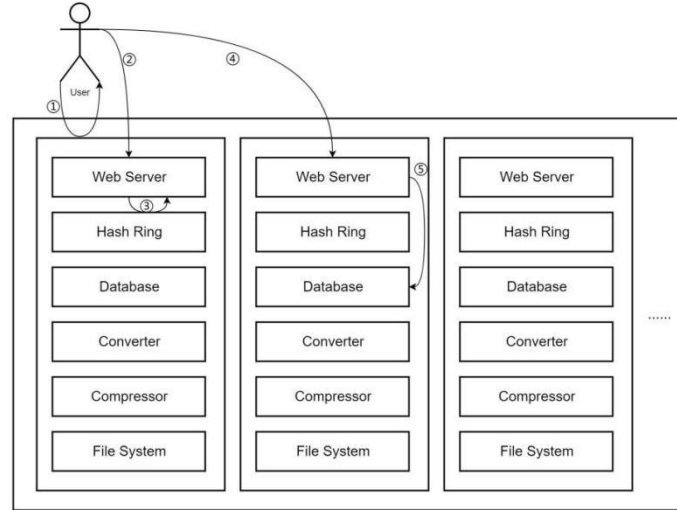 ②
④
User
①
Web Server
Web Server
⑤
Web Server
③
Hash Ring
Hash Ring
Hash Ring
Database
Database
Database
......
Converter
Converter
Converter
Compressor
Compressor
Compressor
File System
File System
File System